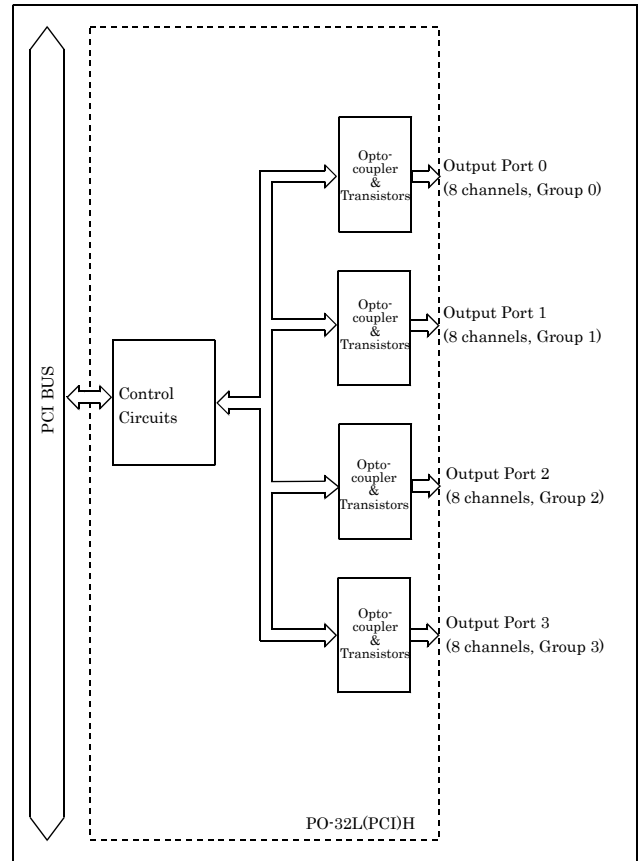 PCI BUS
Control
Circuits
Opto-
coupler
&
Transistors
Output Port 0
(8 channels, Group 0)
Opto-
coupler
&
Transistors
Output Port 1
(8 channels, Group 1)
Opto-
coupler
&
Transistors
Output Port 2
(8 channels, Group 2)
Opto-
coupler
&
Transistors
Output Port 3
(8 channels, Group 3)
PO-32L(PCI)H